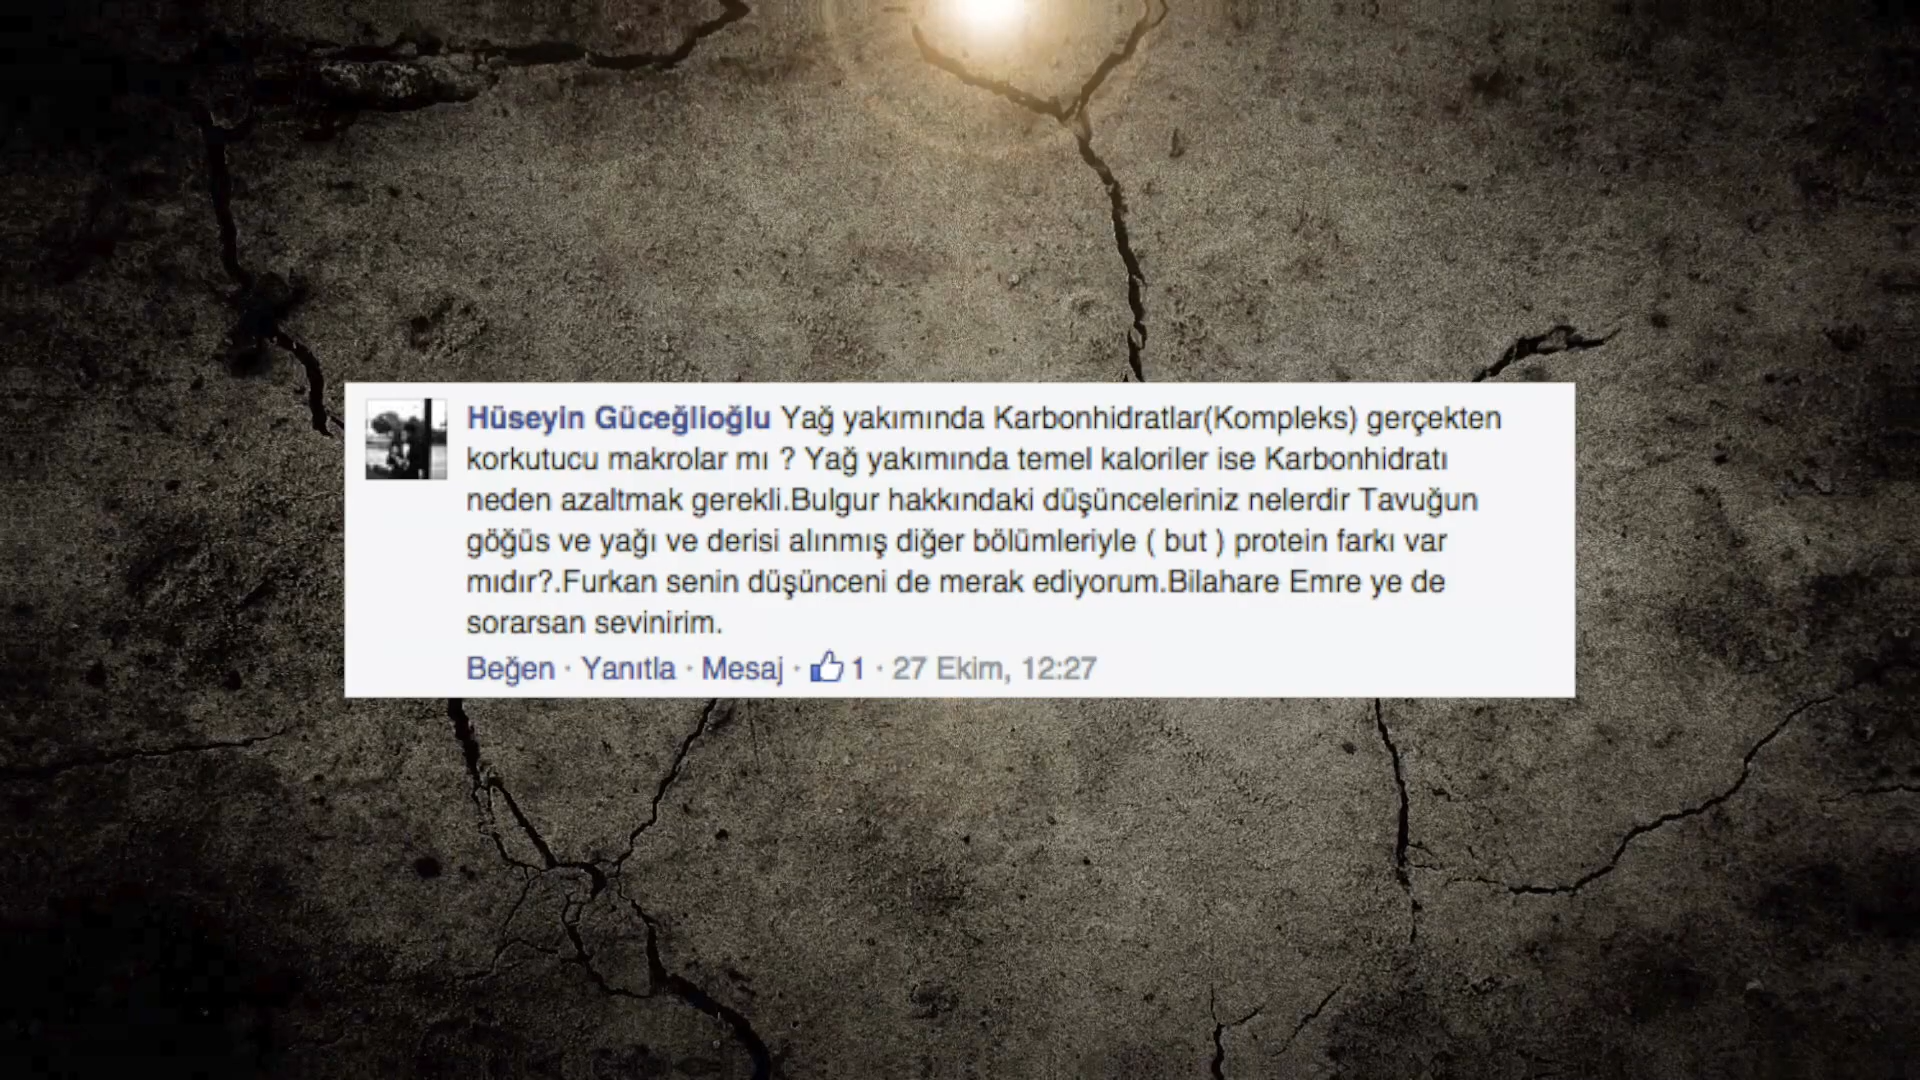 Hüseyin Güceğlioğlu Yağ yakımında Karbonhidratlar(Kompleks) gerçekten
korkutucu makrolar mı ? Yağ yakımında temel kaloriler ise Karbonhidratı
neden azaltmak gerekli.Bulgur hakkındaki düşünceleriniz nelerdir Tavuğun
göğüs ve yağı ve derisi alınmış diğer bölümleriyle ( but ) protein farkı var
mıdır?.Furkan senin düşünceni de merak ediyorum.Bilahare Emre ye de
sorarsan sevinirim.
Beğen · Yanıtla · Mesaj · 1 · 27 Ekim, 12:27